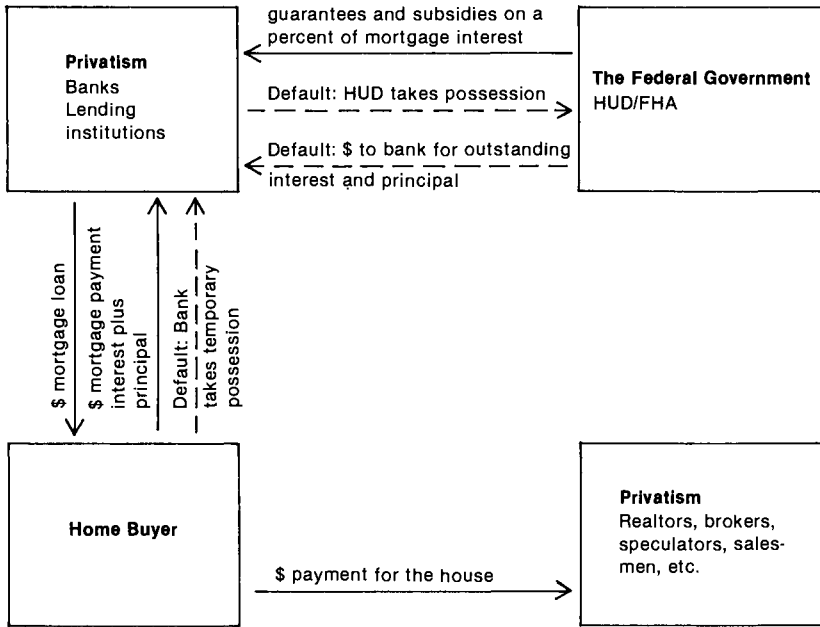 guarantees and subsidies on a
percent of mortgage interest
Privatism
Banks
Lending
institutions
Default: HUD takes possession
The Federal Government
HUD/FHA
Default: $ to bank for outstanding
interest and principal
$ mortgage loan
$ mortgage payment
interest plus
principal
Default: Bank
takes temporary
possession
Home Buyer
$ payment for the house
Privatism
Realtors, brokers,
speculators, sales-
men, etc.